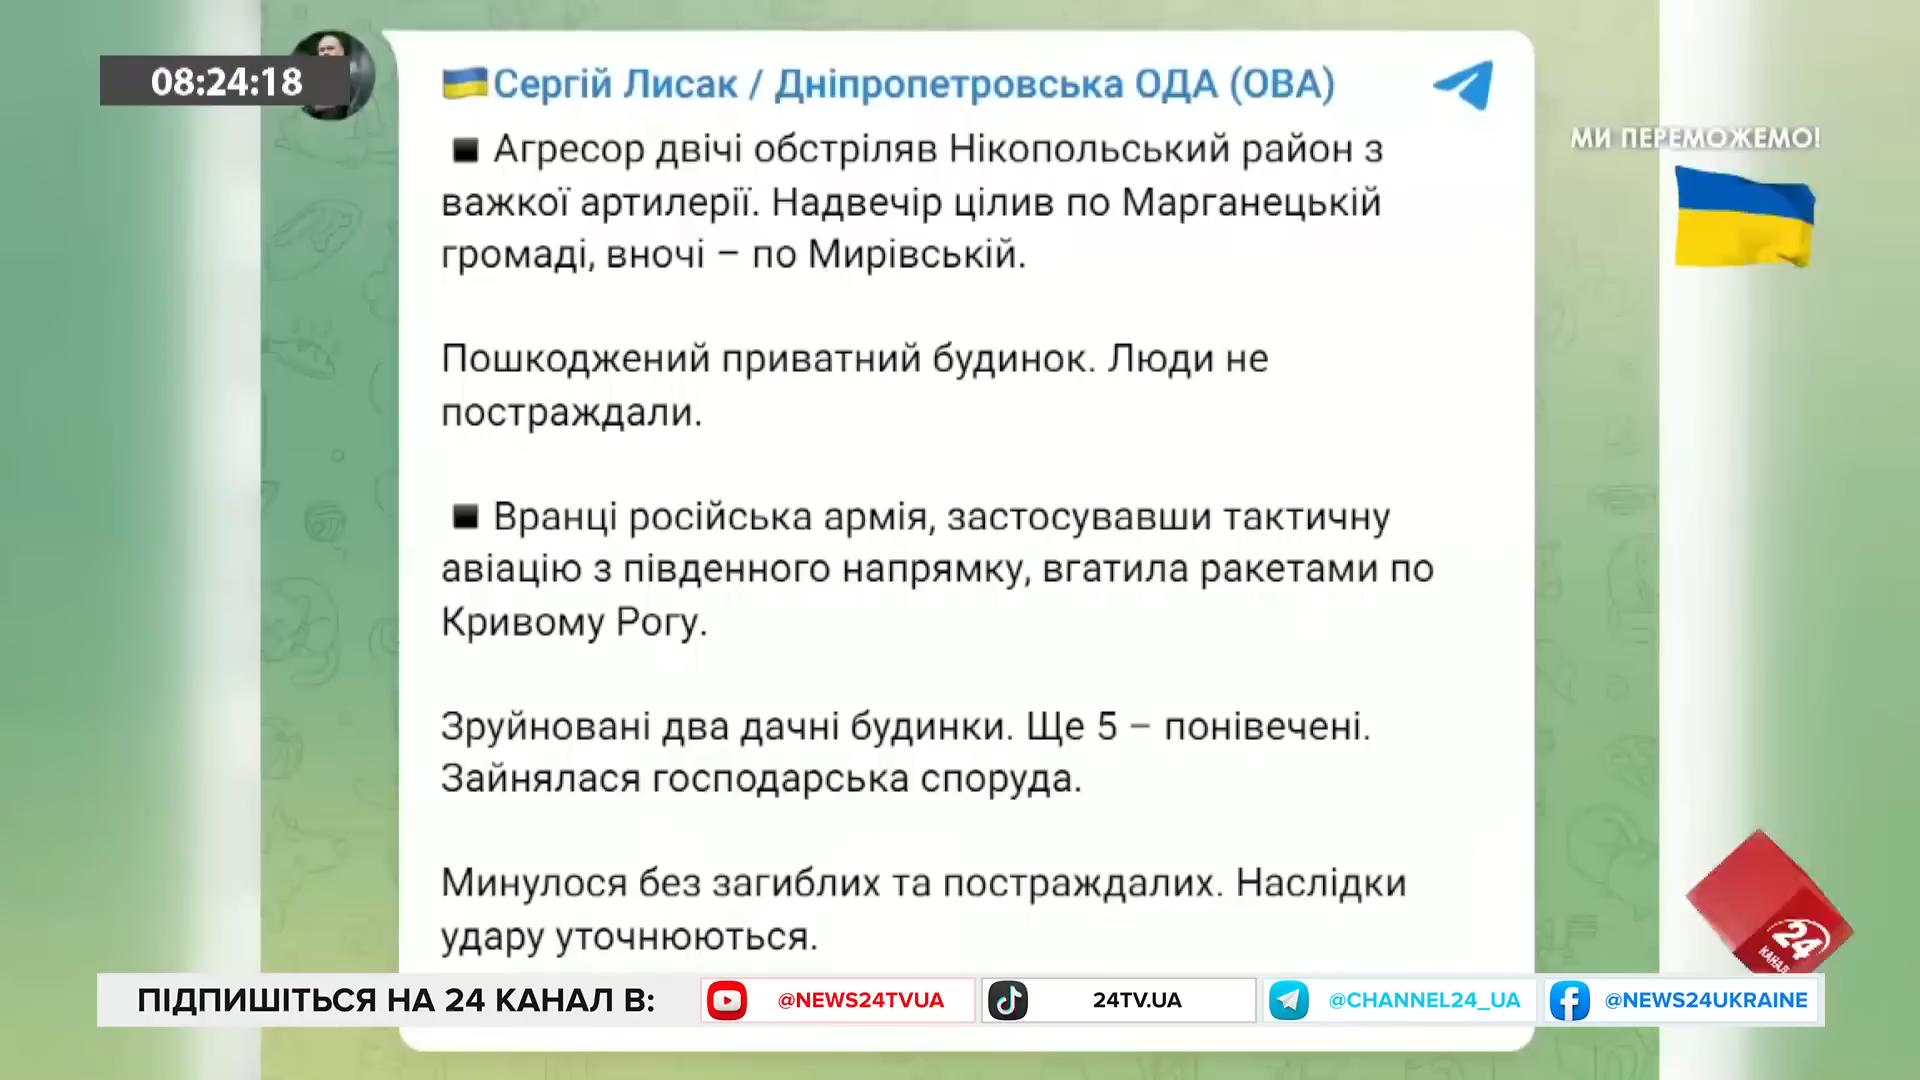 08:24:18
Сергій Лисак / Дніпропетровська ОДА (ОВА)
МИ ПЕРЕМОЖЕМО!
◾ Агресор двічі обстріляв Нікопольський район з
важкої артилерії. Надвечір цілив по Марганецькій
громаді, вночі – по Мирівській.
Пошкоджений приватний будинок. Люди не
постраждали.
◾ Вранці російська армія, застосувавши тактичну
авіацію з південного напрямку, вгатила ракетами по
Кривому Рогу.
Зруйновані два дачні будинки. Ще 5 – понівечені.
Зайнялася господарська споруда.
Минулося без загиблих та постраждалих. Наслідки
удару уточнюються.
24
КАНАЛ
ПІДПИШІТЬСЯ НА 24 КАНАЛ В: @NEWS24TVUA 24TV.UA @CHANNEL24_UA @NEWS24UKRAINE